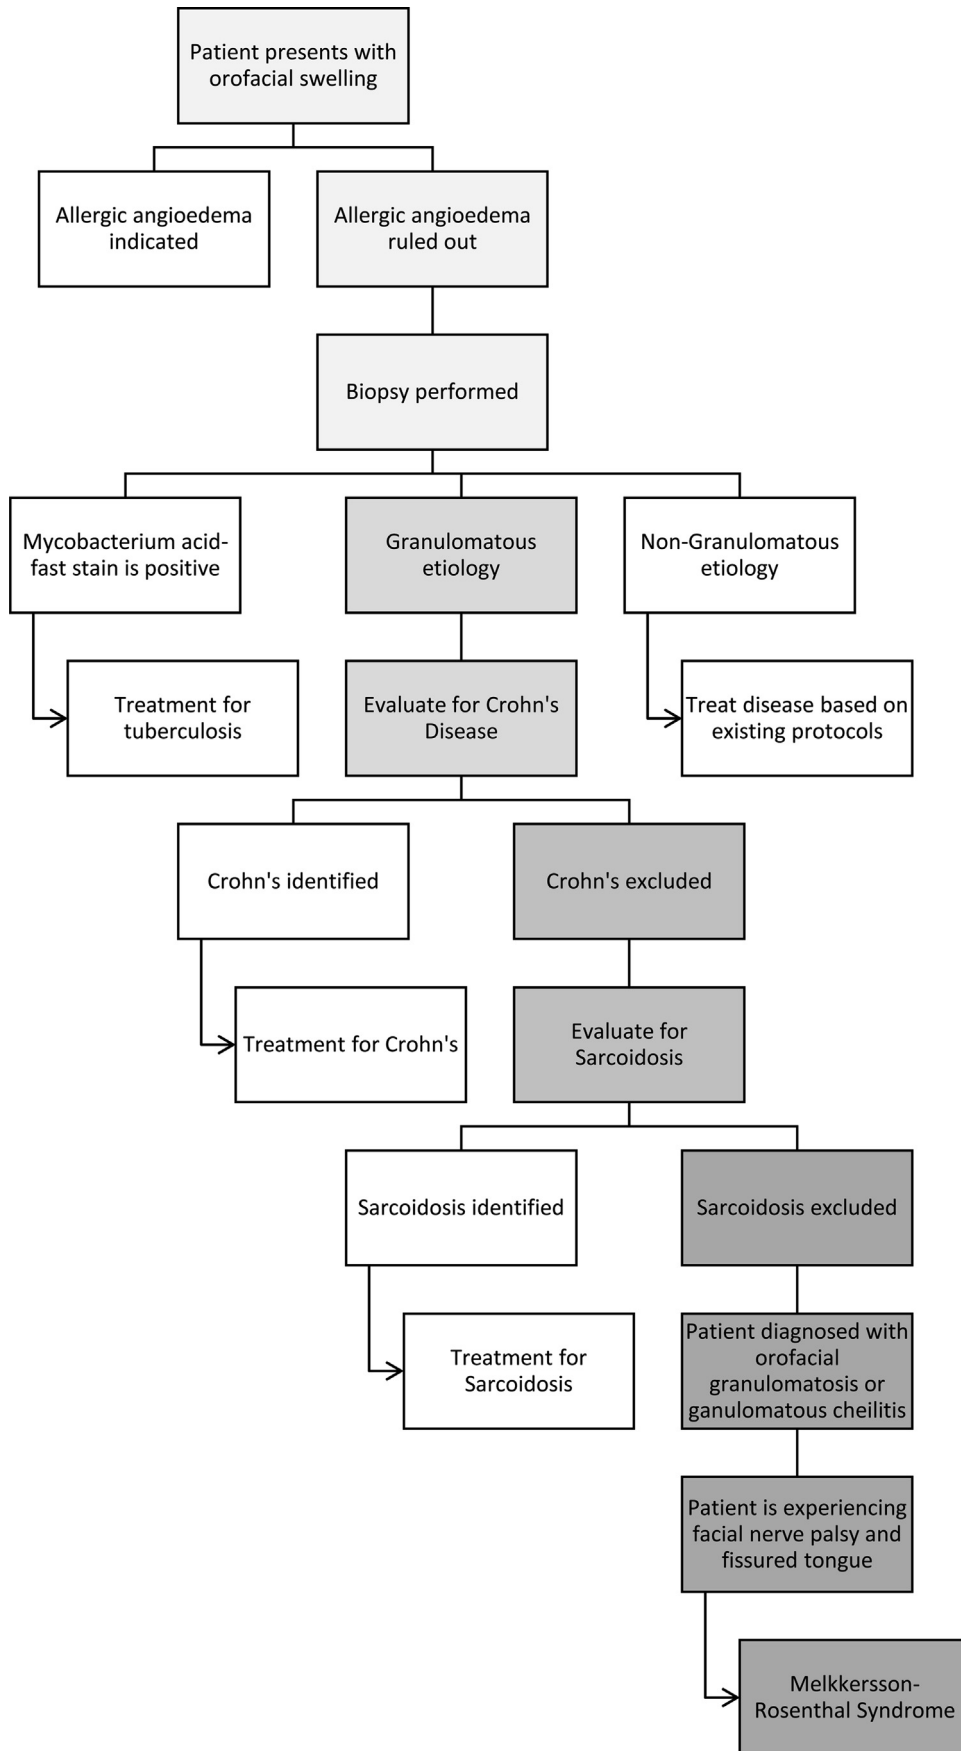 Patient presents with
orofacial swelling
Allergic angioedema
indicated
Allergic angioedema
ruled out
Biopsy performed
Mycobacterium acid-
fast stain is positive
Granulomatous
etiology
Non-Granulomatous
etiology
Treatment for
tuberculosis
Evaluate for Crohn's
Disease
Treat disease based on
existing protocols
Crohn's identified
Crohn's excluded
Treatment for Crohn's
Evaluate for
Sarcoidosis
Sarcoidosis identified
Sarcoidosis excluded
Treatment for
Sarcoidosis
Patient diagnosed with
orofacial
granulomatosis or
ganulomatous cheilitis
Patient is experiencing
facial nerve palsy and
fissured tongue
Melkkersson-
Rosenthal Syndrome